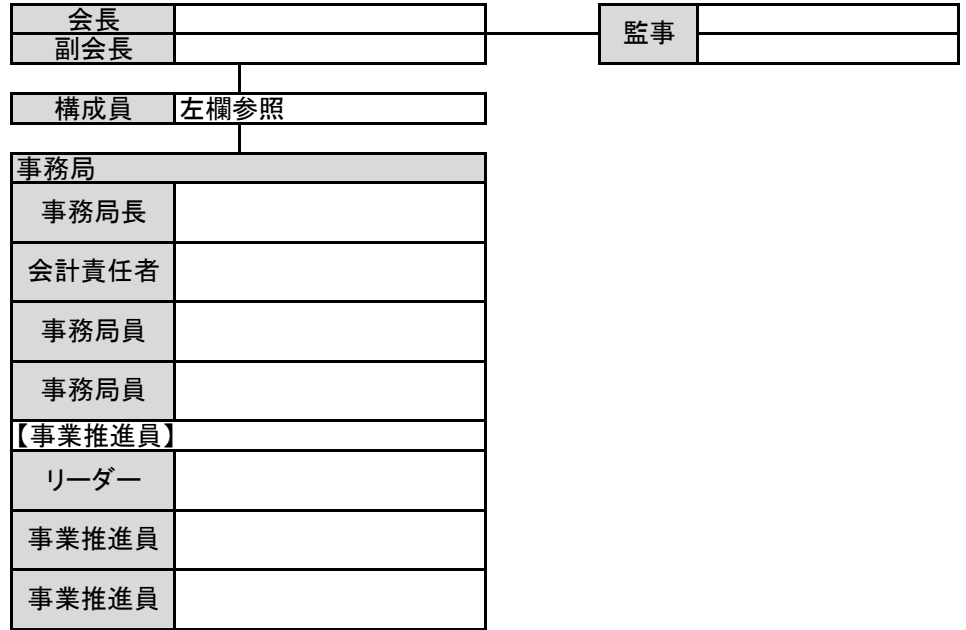 会長
副会長
監事
構成員 左欄参照
事務局
事務局長
会計責任者
事務局員
事務局員
【事業推進員】
リーダー
事業推進員
事業推進員